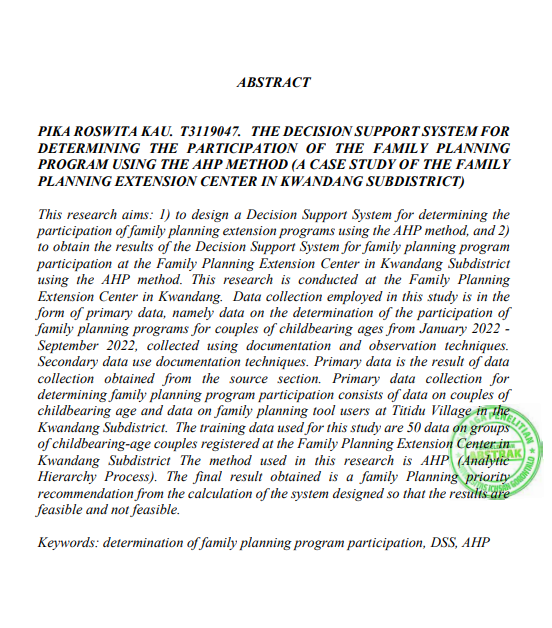 ABSTRACT
PIKA ROSWITA KAU. T3119047. THE DECISION SUPPORT SYSTEM FOR
DETERMINING THE PARTICIPATION OF THE FAMILY PLANNING
PROGRAM USING THE AHP METHOD (A CASE STUDY OF THE FAMILY
PLANNING EXTENSION CENTER IN KWANDANG SUBDISTRICT)
This research aims: 1) to design a Decision Support System for determining the
participation of family planning extension programs using the AHP method, and 2)
to obtain the results of the Decision Support System for family planning program
participation at the Family Planning Extension Center in Kwandang Subdistrict
using the AHP method. This research is conducted at the Family Planning
Extension Center in Kwandang. Data collection employed in this study is in the
form of primary data, namely data on the determination of the participation of
family planning programs for couples of childbearing ages from January 2022 -
September 2022, collected using documentation and observation techniques.
Secondary data use documentation techniques. Primary data is the result of data
collection obtained from the source section. Primary data collection for
determining family planning program participation consists of data on couples of
childbearing age and data on family planning tool users at Titidu Village in the
Kwandang Subdistrict. The training data used for this study are 50 data on groups
of childbearing-age couples registered at the Family Planning Extension Center in
Kwandang Subdistrict The method used in this research is AHP (Analytic
Hierarchy Process). The final result obtained is a family Planning priority
recommendation from the calculation of the system designed so that the results are
feasible and not feasible.
Keywords: determination of family planning program participation, DSS, AHP
ABSTRAK